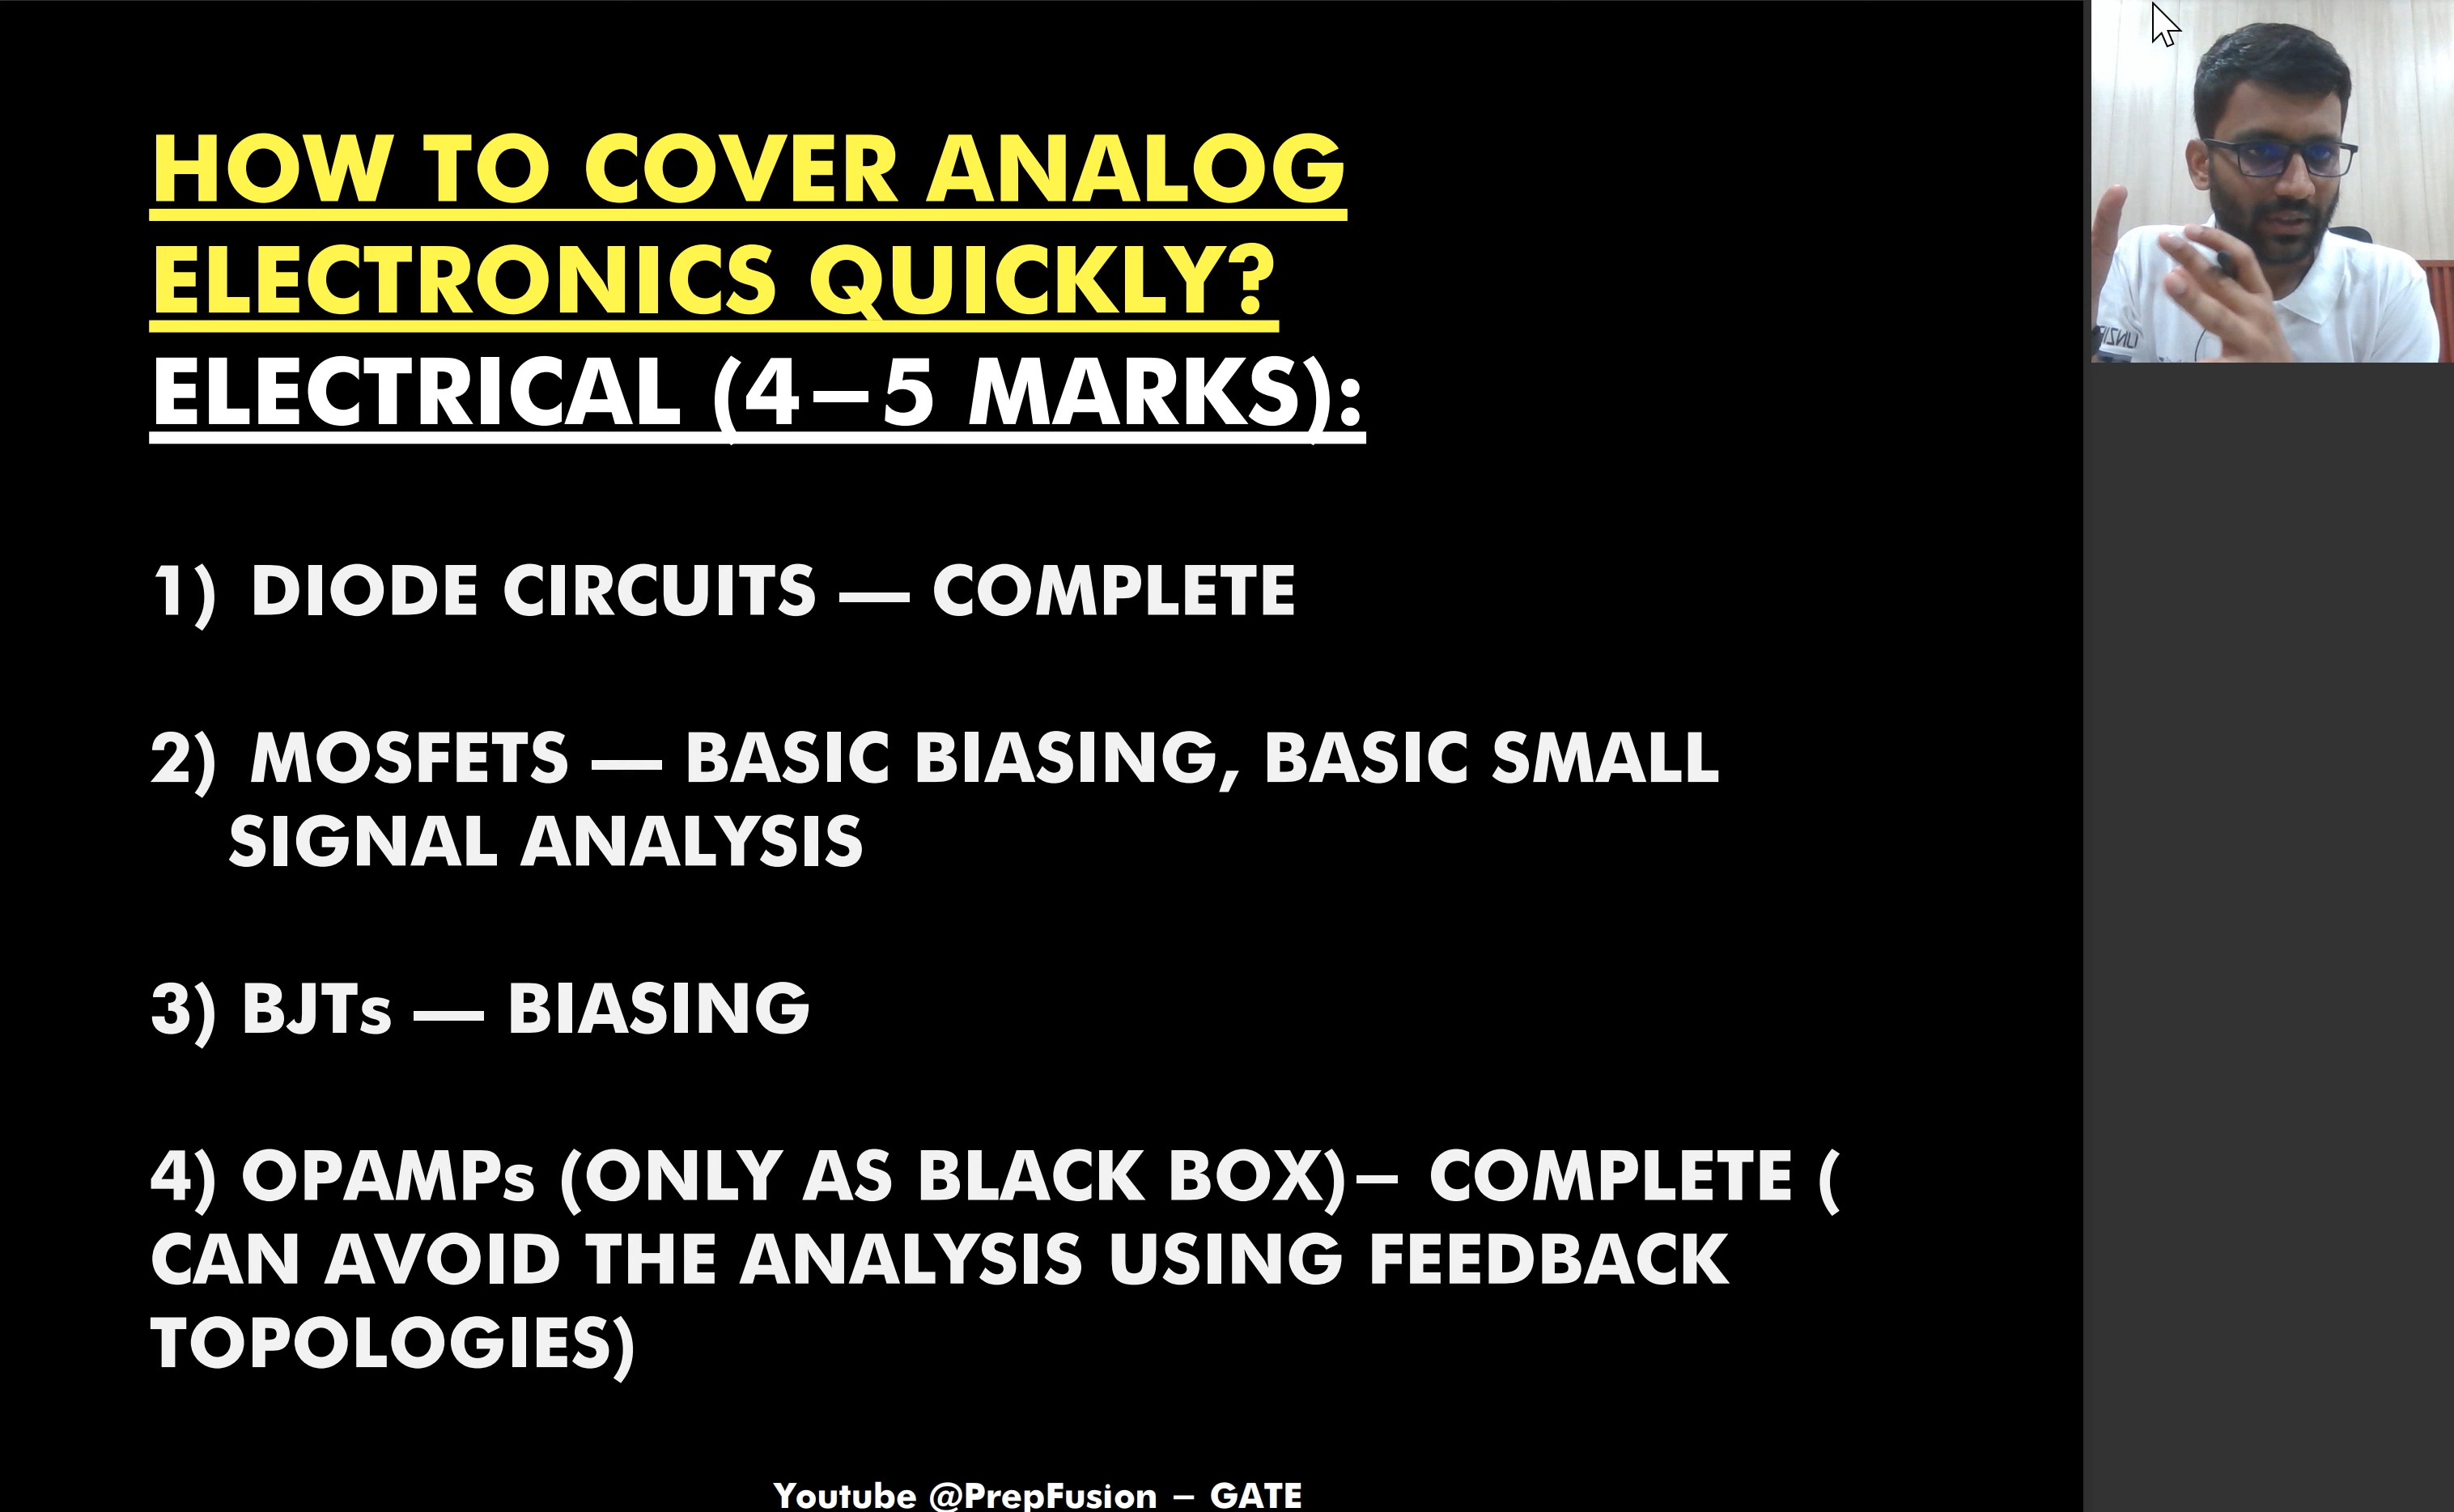 HOW TO COVER ANALOG
ELECTRONICS QUICKLY?
ELECTRICAL (4–5 MARKS):
1) DIODE CIRCUITS — COMPLETE
2) MOSFETS — BASIC BIASING, BASIC SMALL
SIGNAL ANALYSIS
3) BJTs — BIASING
4) OPAMPs (ONLY AS BLACK BOX)– COMPLETE (
CAN AVOID THE ANALYSIS USING FEEDBACK
TOPOLOGIES)
Youtube @PrepFusion – GATE